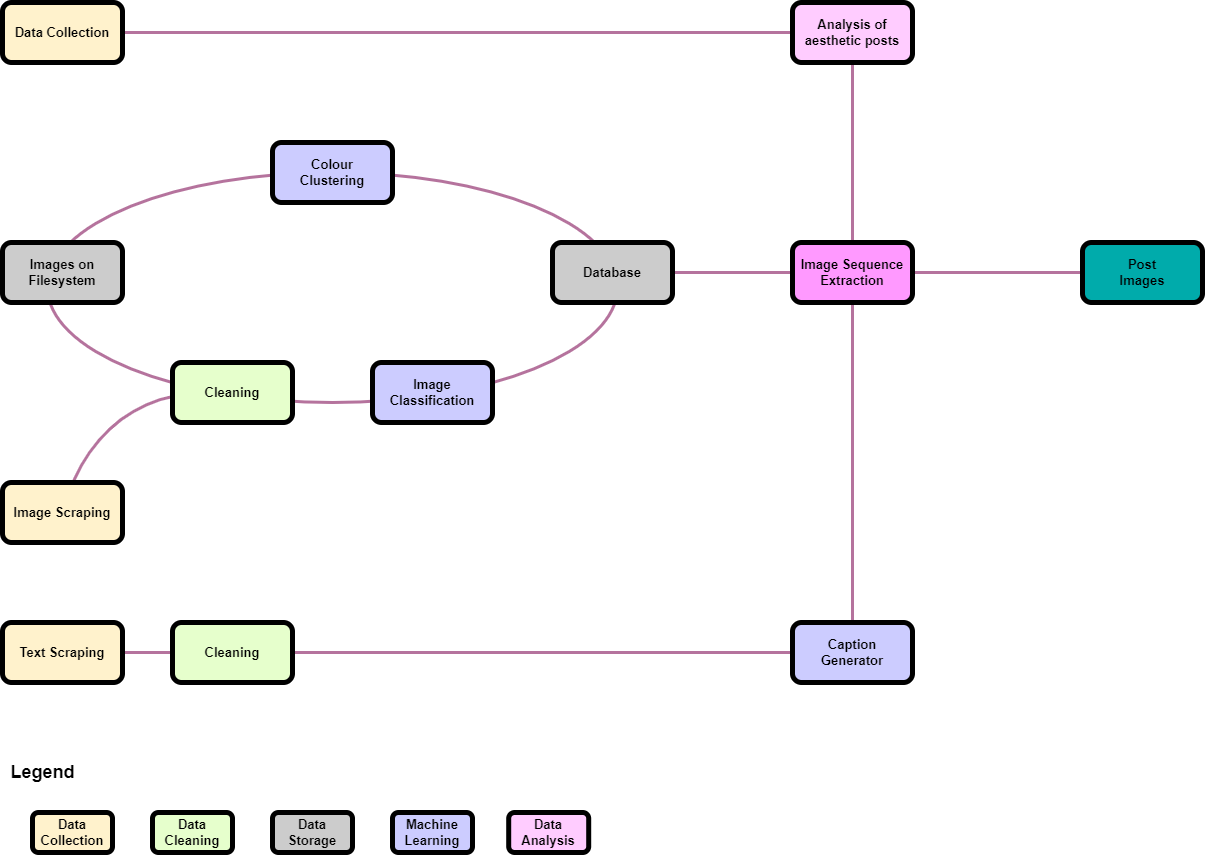 Data Collection
Analysis of
aesthetic posts
Colour
Clustering
Images on
Filesystem
Database
Image Sequence
Extraction
Post
Images
Cleaning
Image
Classification
Image Scraping
Text Scraping
Cleaning
Caption
Generator
Legend
Data
Collection
Data
Cleaning
Data
Storage
Machine
Learning
Data
Analysis